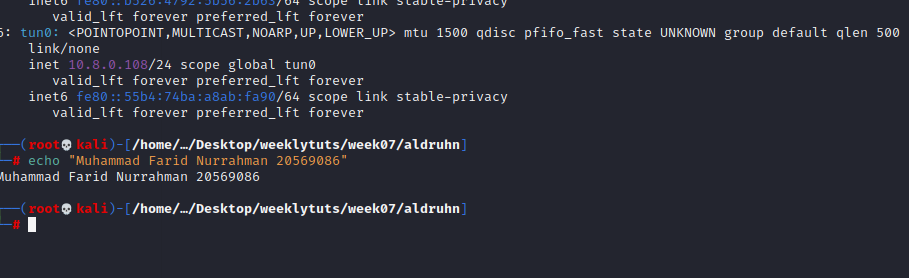 inet6 fe80::b526:4792:5b56:2b63/64 scope link stable-privacy
valid_lft forever preferred_lft forever
6: tun0: <POINTOPOINT,MULTICAST,NOARP,UP,LOWER_UP> mtu 1500 qdisc pfifo_fast state UNKNOWN group default qlen 500
link/none
inet 10.8.0.108/24 scope global tun0
valid_lft forever preferred_lft forever
inet6 fe80::55b4:74ba:a8ab:fa90/64 scope link stable-privacy
valid_lft forever preferred_lft forever
(root💀kali)-[/home/…/Desktop/weeklytuts/week07/aldruhn]
# echo "Muhammad Farid Nurrahman 20569086"
Muhammad Farid Nurrahman 20569086
(root💀kali)-[/home/…/Desktop/weeklytuts/week07/aldruhn]
#